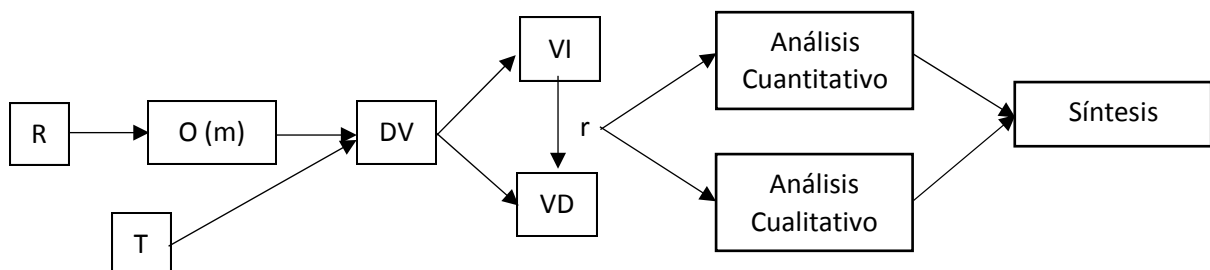 R
O (m)
T
DV
VI
VD
r
Análisis
Cuantitativo
Análisis
Cualitativo
Síntesis